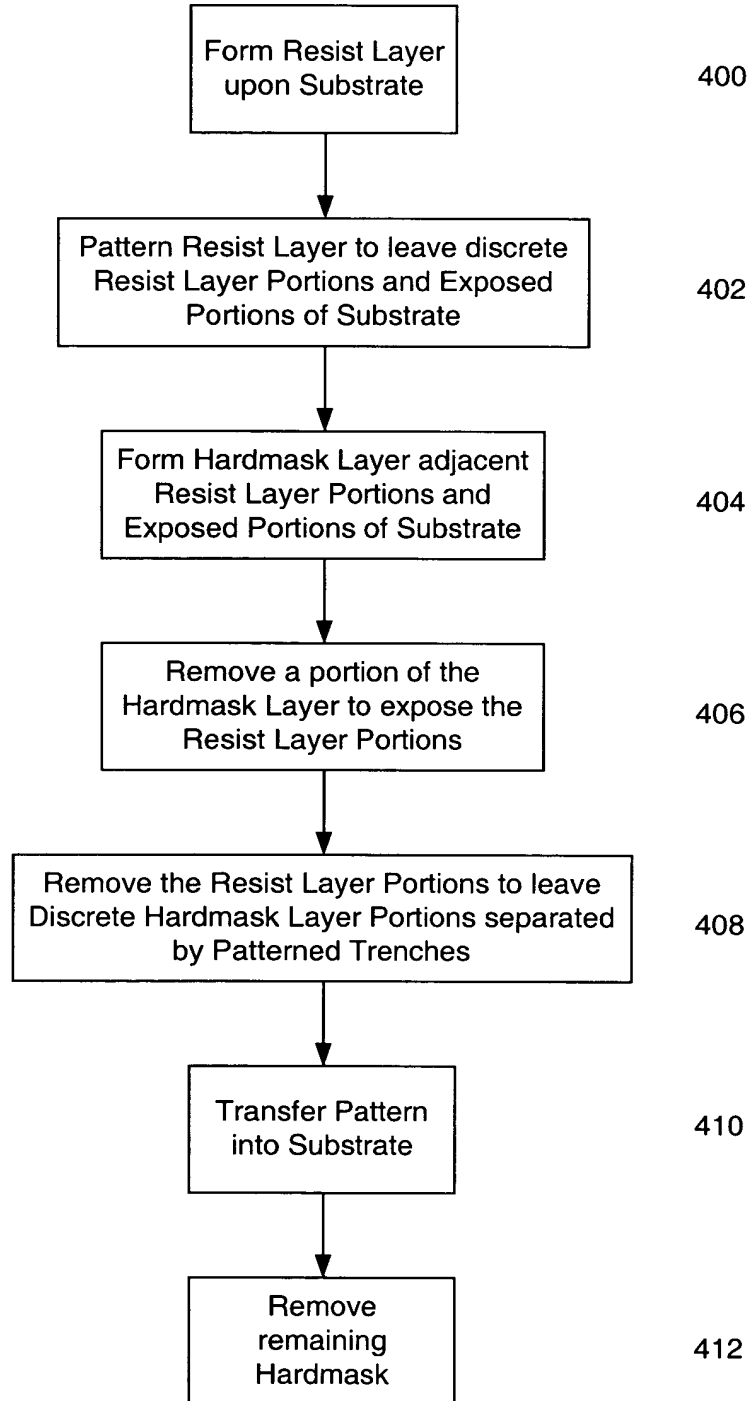 Form Resist Layer
upon Substrate
400
Pattern Resist Layer to leave discrete
Resist Layer Portions and Exposed
Portions of Substrate
402
Form Hardmask Layer adjacent
Resist Layer Portions and
Exposed Portions of Substrate
404
Remove a portion of the
Hardmask Layer to expose the
Resist Layer Portions
406
Remove the Resist Layer Portions to leave
Discrete Hardmask Layer Portions separated
by Patterned Trenches
408
Transfer Pattern
into Substrate
410
Remove
remaining
Hardmask
412